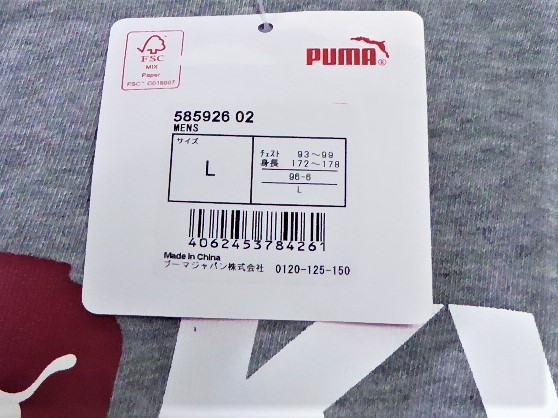 FSC
MIX
Paper
FSC™ C018007
PUMA®
585926 02
MENS
サイズ
L
チェスト 93～99
身長 172～178
96-6
L
4062453784261
Made in China
プーマジャパン株式会社 0120-125-150